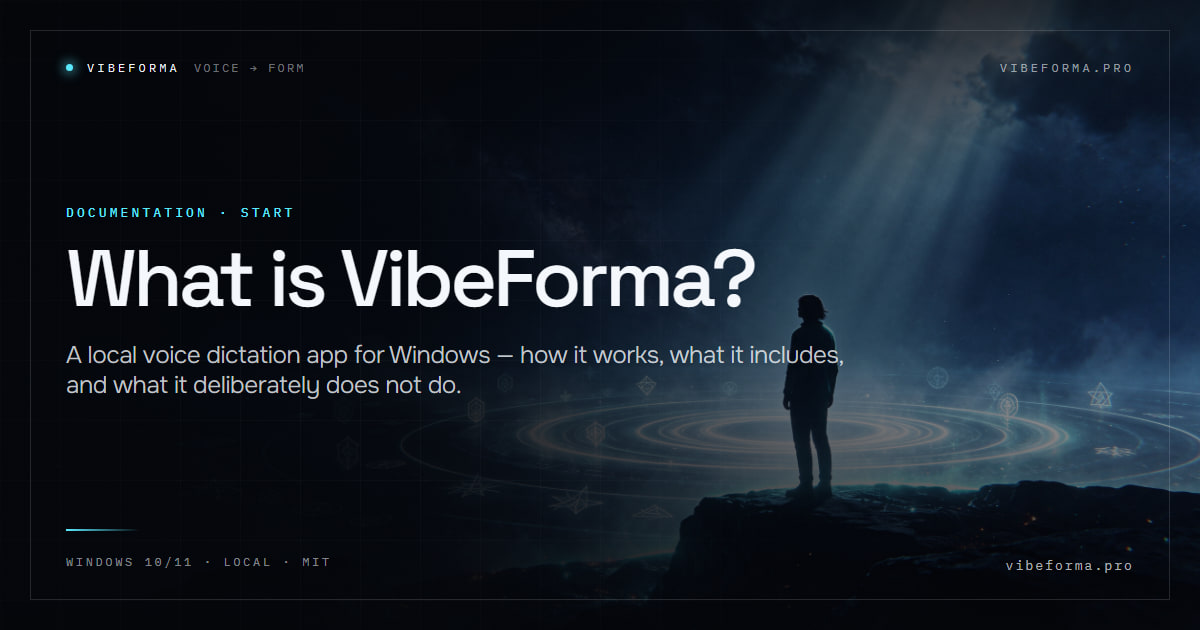 VIBEFORMA VOICE → FORM
VIBEFORMA.PRO
DOCUMENTATION · START
What is VibeForma?
A local voice dictation app for Windows — how it works, what it includes,
and what it deliberately does not do.
WINDOWS 10/11 · LOCAL · MIT
vibeforma.pro